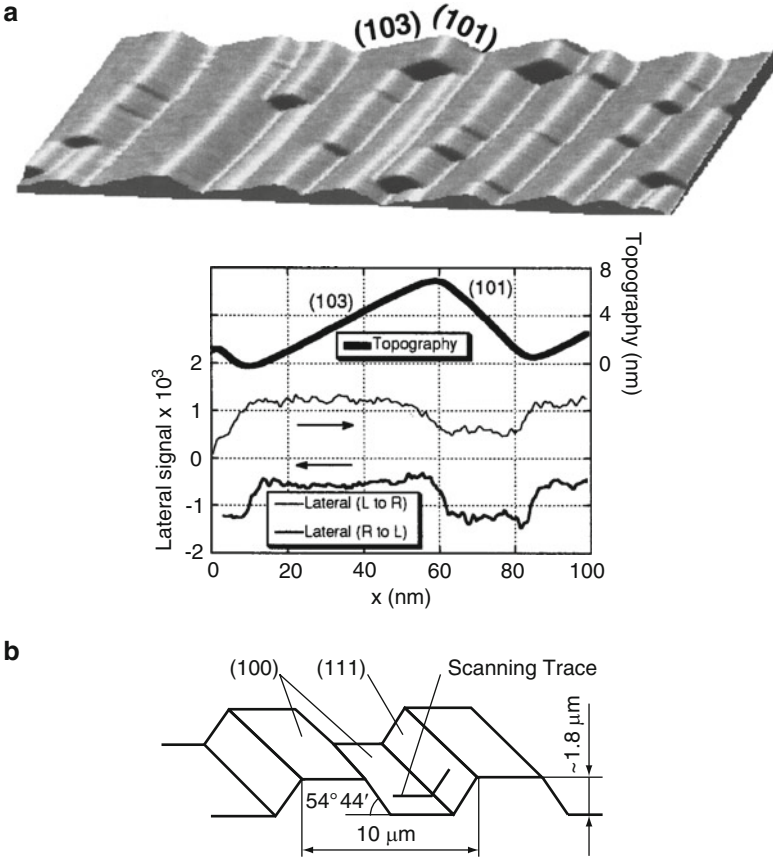 a
(103) (101)
8
Topography (nm)
(103)
(101)
4
Topography
2
0
Lateral signal x 10³
1
0
-1
Lateral (L to R)
Lateral (R to L)
-2
0 20 40 60 80 100
x (nm)
b
(100) (111) Scanning Trace
~1.8 μm
54° 44′
10 μm